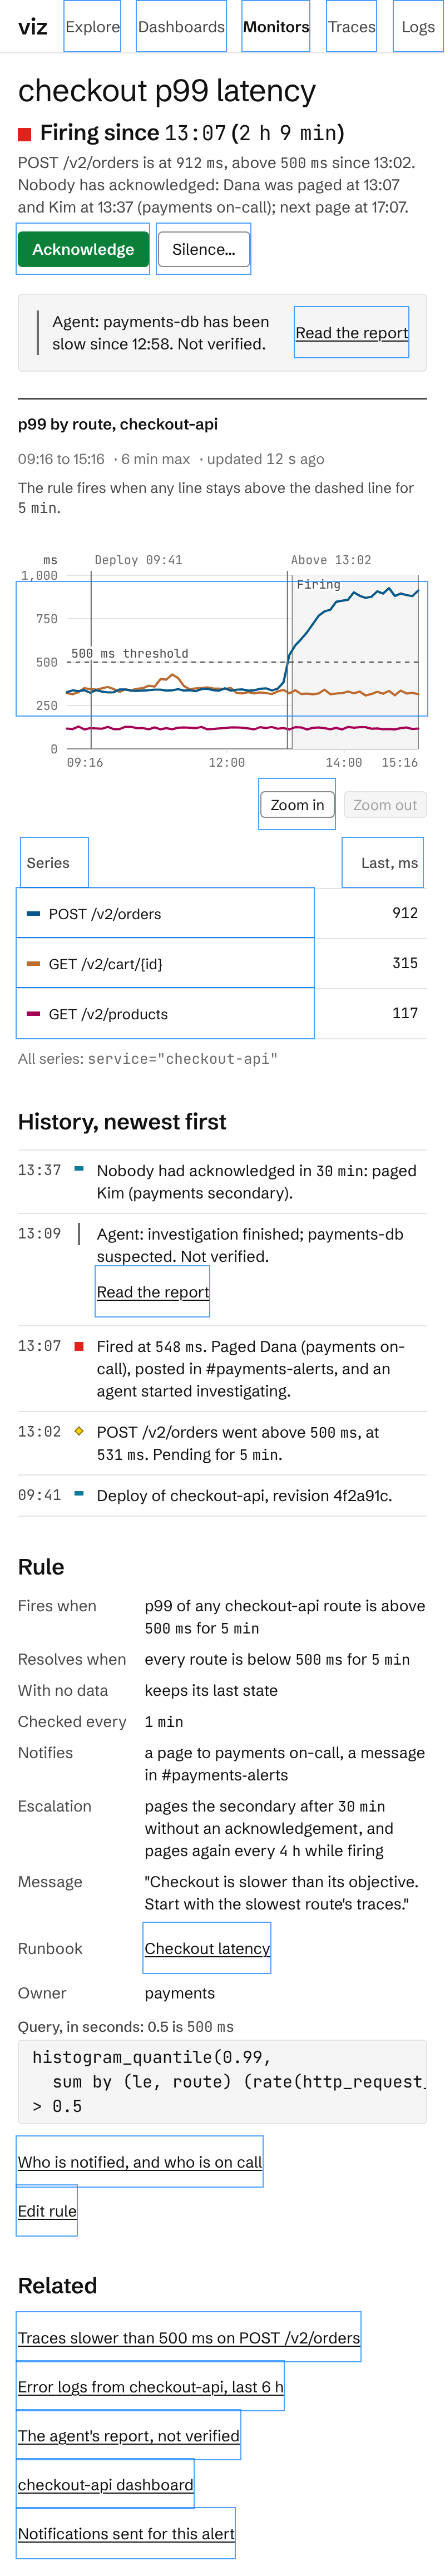 viz Explore Dashboards Monitors Traces Logs
checkout p99 latency
Firing since 13:07 (2 h 9 min)
POST /v2/orders is at 912 ms, above 500 ms since 13:02.
Nobody has acknowledged: Dana was paged at 13:07
and Kim at 13:37 (payments on-call); next page at 17:07.
Acknowledge Silence...
Agent: payments-db has been
slow since 12:58. Not verified.
Read the report
p99 by route, checkout-api
09:16 to 15:16 · 6 min max · updated 12 s ago
The rule fires when any line stays above the dashed line for
5 min.
ms Deploy 09:41 Above 13:02
1,000
Firing
750
500 ms threshold
500
250
0
09:16 12:00 14:00 15:16
Zoom in Zoom out
Series Last, ms
POST /v2/orders 912
GET /v2/cart/{id} 315
GET /v2/products 117
All series: service="checkout-api"
History, newest first
13:37 Nobody had acknowledged in 30 min: paged
Kim (payments secondary).
13:09 Agent: investigation finished; payments-db
suspected. Not verified.
Read the report
13:07 Fired at 548 ms. Paged Dana (payments on-
call), posted in #payments-alerts, and an
agent started investigating.
13:02 POST /v2/orders went above 500 ms, at
531 ms. Pending for 5 min.
09:41 Deploy of checkout-api, revision 4f2a91c.
Rule
Fires when p99 of any checkout-api route is above
500 ms for 5 min
Resolves when every route is below 500 ms for 5 min
With no data keeps its last state
Checked every 1 min
Notifies a page to payments on-call, a message
in #payments-alerts
Escalation pages the secondary after 30 min
without an acknowledgement, and
pages again every 4 h while firing
Message "Checkout is slower than its objective.
Start with the slowest route's traces."
Runbook Checkout latency
Owner payments
Query, in seconds: 0.5 is 500 ms
histogram_quantile(0.99,
sum by (le, route) (rate(http_request_
> 0.5
Who is notified, and who is on call
Edit rule
Related
Traces slower than 500 ms on POST /v2/orders
Error logs from checkout-api, last 6 h
The agent's report, not verified
checkout-api dashboard
Notifications sent for this alert